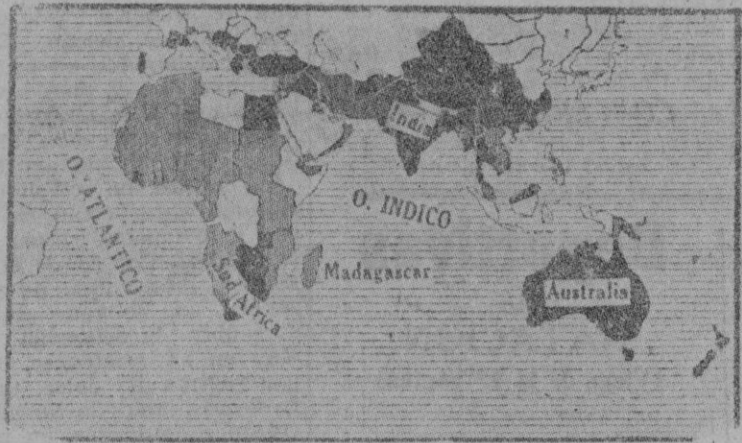 India
O. ATLANTICO
O. INDICO
Sud Africa
Madagascar
Australia